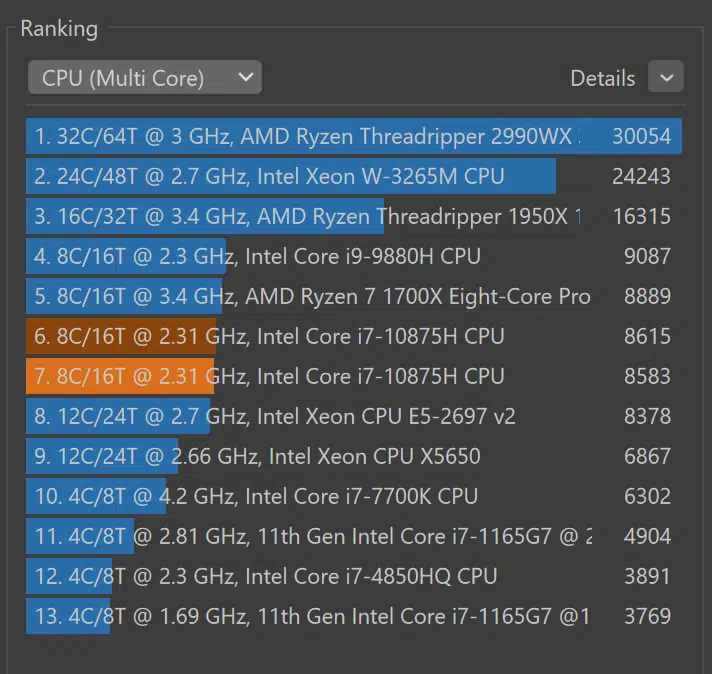 Ranking
CPU (Multi Core) Details
1. 32C/64T @ 3 GHz, AMD Ryzen Threadripper 2990WX 30054
2. 24C/48T @ 2.7 GHz, Intel Xeon W-3265M CPU 24243
3. 16C/32T @ 3.4 GHz, AMD Ryzen Threadripper 1950X 1 16315
4. 8C/16T @ 2.3 GHz, Intel Core i9-9880H CPU 9087
5. 8C/16T @ 3.4 GHz, AMD Ryzen 7 1700X Eight-Core Pro 8889
6. 8C/16T @ 2.31 GHz, Intel Core i7-10875H CPU 8615
7. 8C/16T @ 2.31 GHz, Intel Core i7-10875H CPU 8583
8. 12C/24T @ 2.7 GHz, Intel Xeon CPU E5-2697 v2 8378
9. 12C/24T @ 2.66 GHz, Intel Xeon CPU X5650 6867
10. 4C/8T @ 4.2 GHz, Intel Core i7-7700K CPU 6302
11. 4C/8T @ 2.81 GHz, 11th Gen Intel Core i7-1165G7 @ 2 4904
12. 4C/8T @ 2.3 GHz, Intel Core i7-4850HQ CPU 3891
13. 4C/8T @ 1.69 GHz, 11th Gen Intel Core i7-1165G7 @1 3769